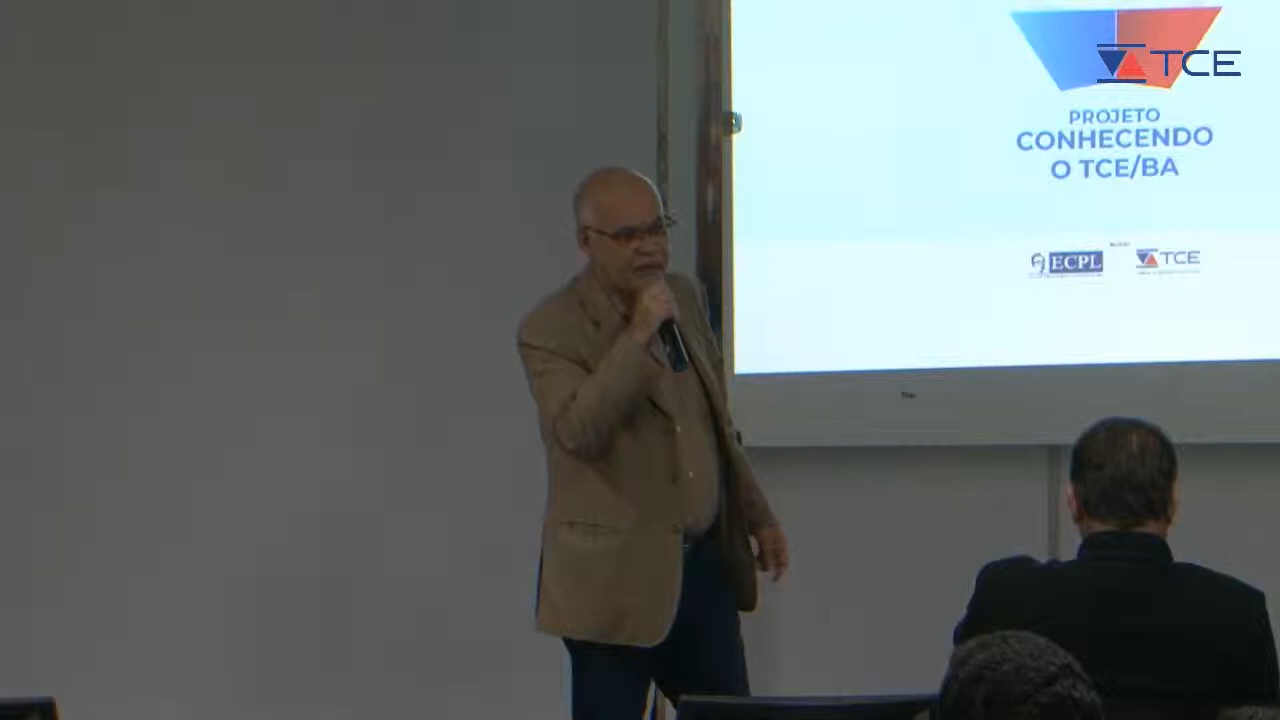 TCE
PROJETO
CONHECENDO
O TCE/BA
ECPL
TCE